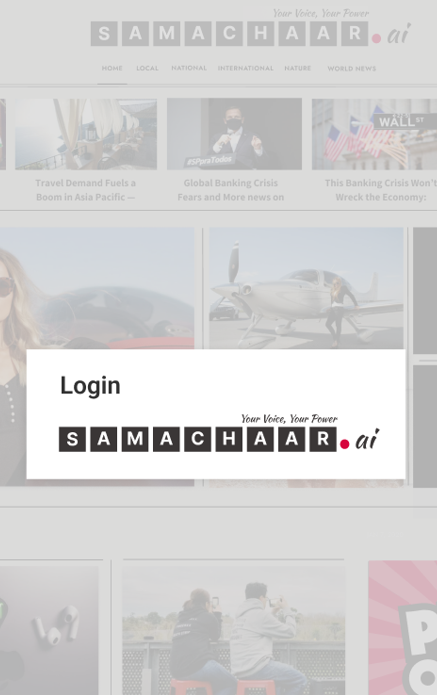 Your Voice, Your Power
SAMACHAAR.ai
HOME LOCAL NATIONAL INTERNATIONAL NATURE WORLD NEWS
#SParaTodos
WALL ST
Travel Demand Fuels a
Boom in Asia Pacific —
Global Banking Crisis
Fears and More news on
This Banking Crisis Won't
Wreck the Economy:
Login
Your Voice, Your Power
SAMACHAAR.ai